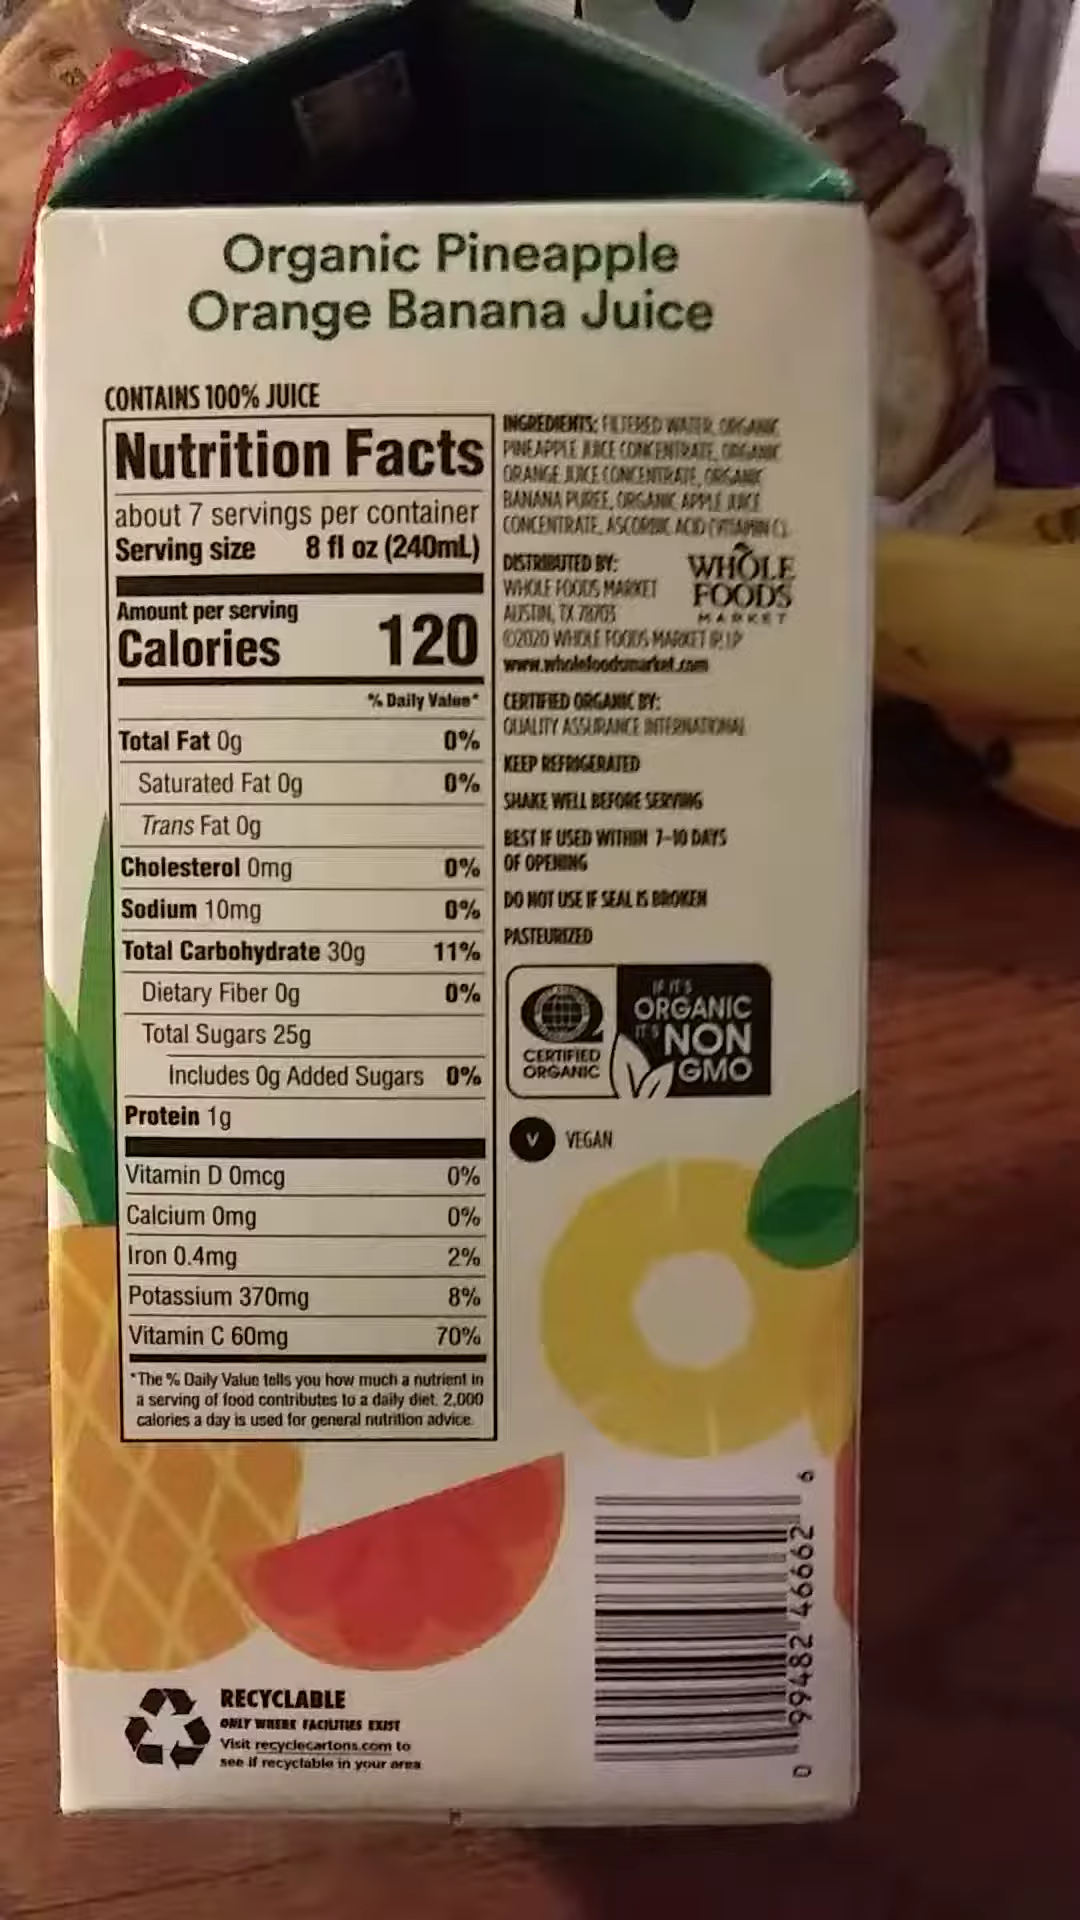 Organic Pineapple
Orange Banana Juice
CONTAINS 100% JUICE
Nutrition Facts
about 7 servings per container
Serving size 8 fl oz (240mL)
Amount per serving
Calories 120
% Daily Value*
Total Fat 0g 0%
Saturated Fat 0g 0%
Trans Fat 0g
Cholesterol 0mg 0%
Sodium 10mg 0%
Total Carbohydrate 30g 11%
Dietary Fiber 0g 0%
Total Sugars 25g
Includes 0g Added Sugars 0%
Protein 1g
Vitamin D 0mcg 0%
Calcium 0mg 0%
Iron 0.4mg 2%
Potassium 370mg 8%
Vitamin C 60mg 70%
*The % Daily Value tells you how much a nutrient in
a serving of food contributes to a daily diet. 2,000
calories a day is used for general nutrition advice.
INGREDIENTS: FILTERED WATER, ORGANIC
PINEAPPLE JUICE CONCENTRATE, ORGANIC
ORANGE JUICE CONCENTRATE, ORGANIC
BANANA PUREE, ORGANIC APPLE JUICE
CONCENTRATE, ASCORBIC ACID (VITAMIN C).
DISTRIBUTED BY:
WHOLE FOODS MARKET
AUSTIN, TX 78703
©2020 WHOLE FOODS MARKET IP, LP
www.wholefoodsmarket.com
WHOLE
FOODS
MARKET
CERTIFIED ORGANIC BY:
QUALITY ASSURANCE INTERNATIONAL
KEEP REFRIGERATED
SHAKE WELL BEFORE SERVING
BEST IF USED WITHIN 7-10 DAYS
OF OPENING
DO NOT USE IF SEAL IS BROKEN
PASTEURIZED
CERTIFIED
ORGANIC
IF IT'S
ORGANIC
IT'S NON
GMO
V VEGAN
0 99482 46662 6
RECYCLABLE
ONLY WHERE FACILITIES EXIST
Visit recyclecartons.com to
see if recyclable in your area